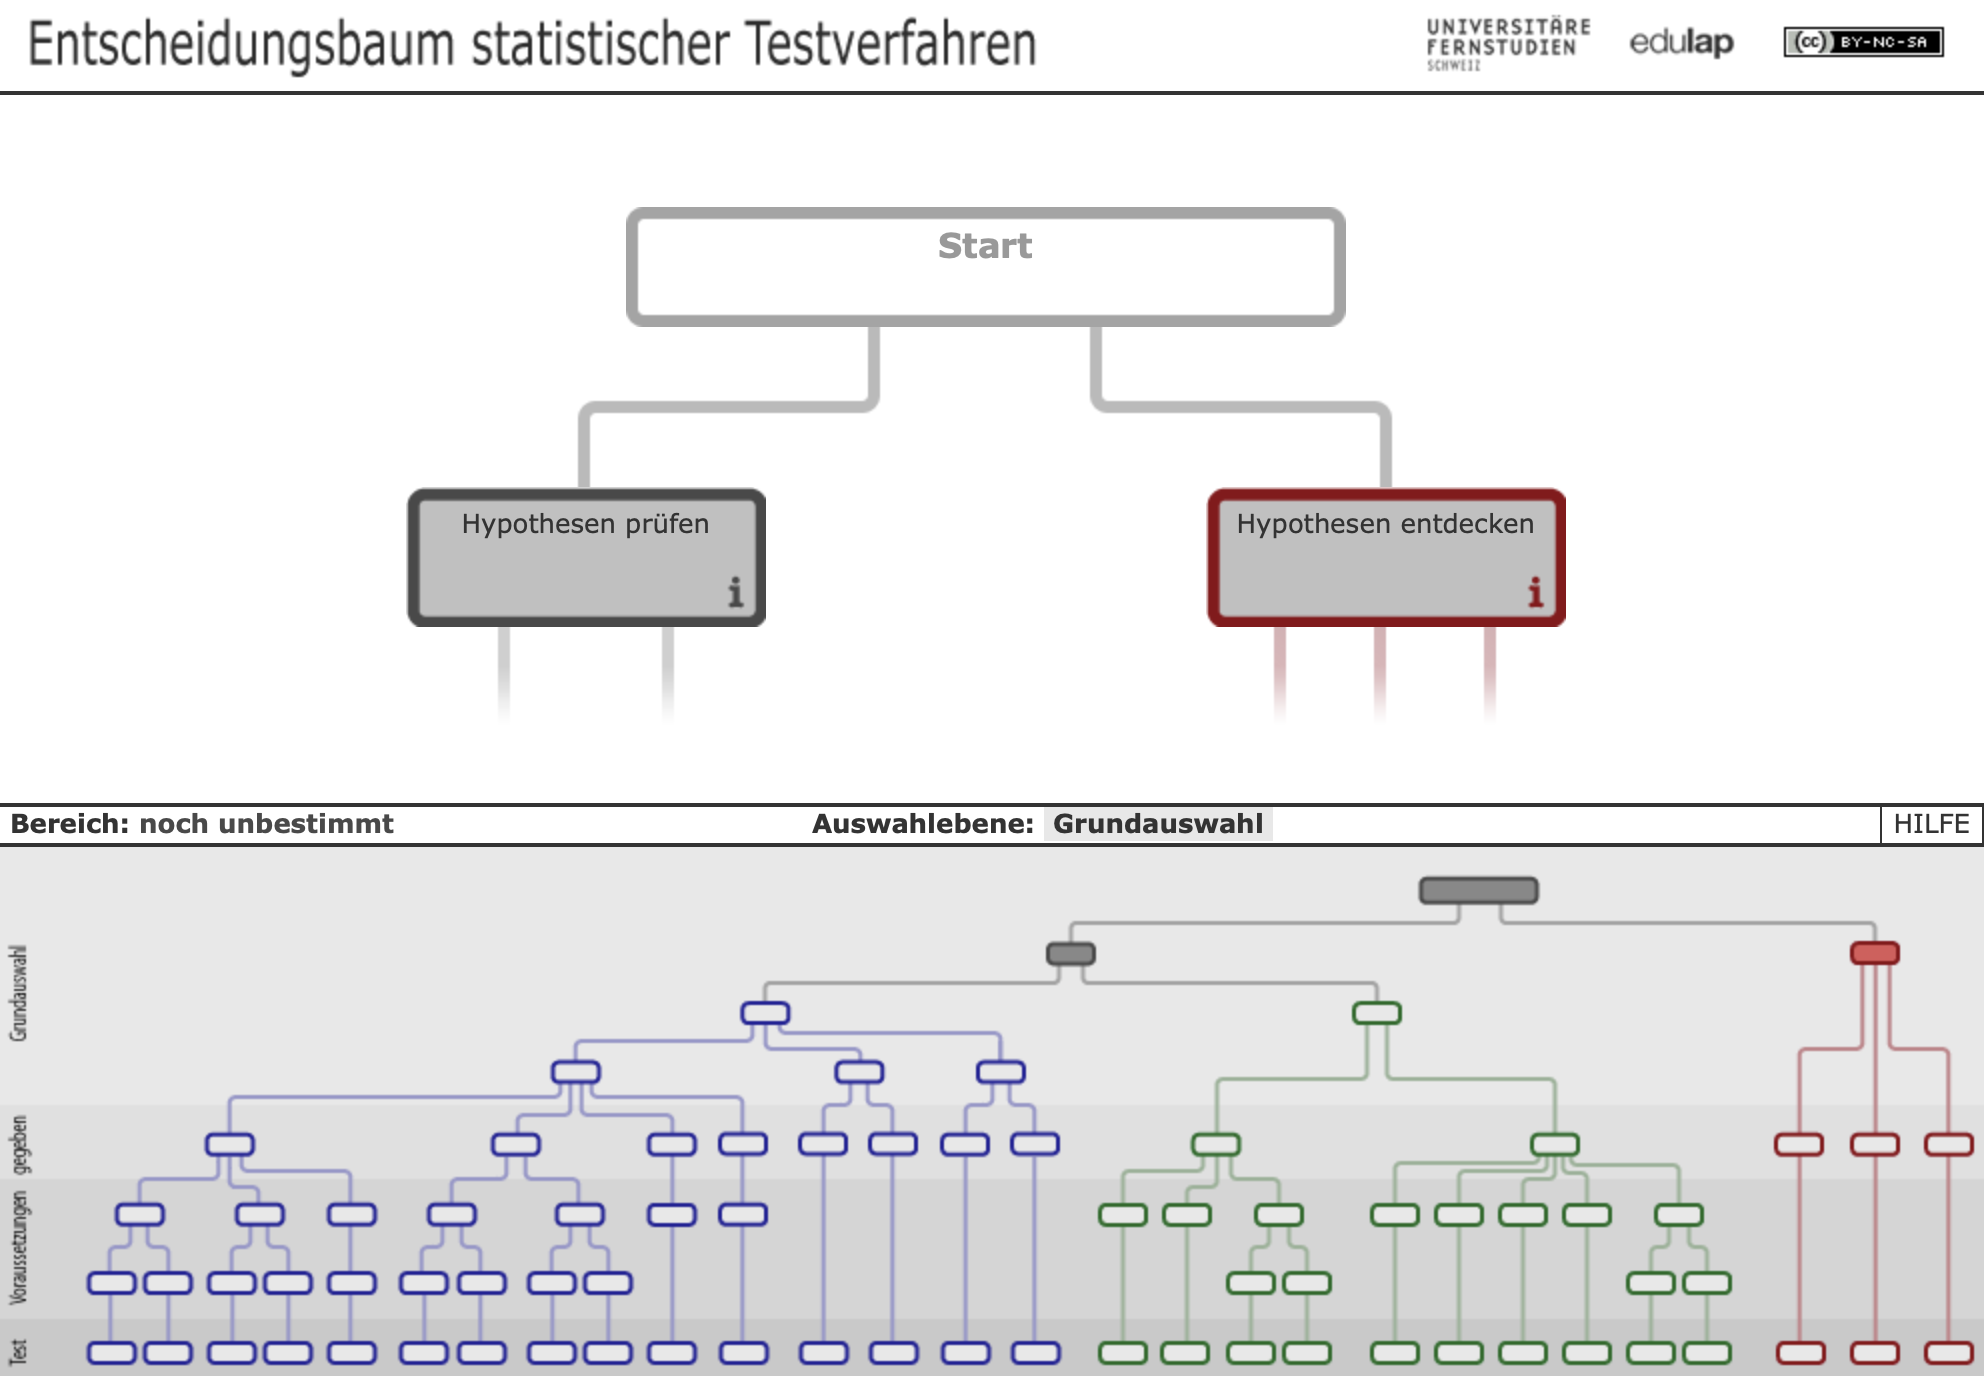 Entscheidungsbaum statistischer Testverfahren
UNIVERSITÄRE
FERNSTUDIEN
SCHWEIZ
edulap
cc BY-NC-SA
Start
Hypothesen prüfen
i
Hypothesen entdecken
i
Bereich: noch unbestimmt
Auswahlebene: Grundauswahl
HILFE
Grundauswahl
Voraussetzungen gegeben
Test